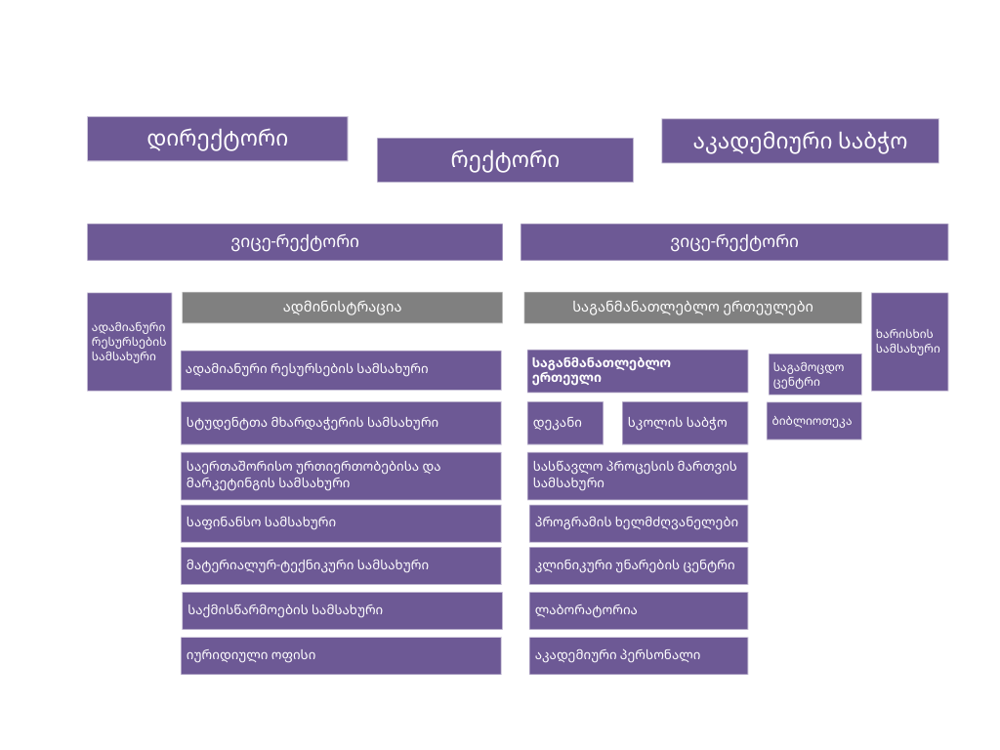 დირექტორი
რექტორი
აკადემიური საბჭო
ვიცე-რექტორი
ვიცე-რექტორი
ადამიანური
რესურსების
სამსახური
ადმინისტრაცია
საგანმანათლებლო ერთეულები
ხარისხის
სამსახური
ადამიანური რესურსების სამსახური
სტუდენტთა მხარდაჭერის სამსახური
საერთაშორისო ურთიერთობებისა და
მარკეტინგის სამსახური
საფინანსო სამსახური
მატერიალურ-ტექნიკური სამსახური
საქმისწარმოების სამსახური
იურიდიული ოფისი
საგანმანათლებლო
ერთეული
დეკანი
სკოლის საბჭო
სასწავლო პროცესის მართვის
სამსახური
პროგრამის ხელმძღვანელები
კლინიკური უნარების ცენტრი
ლაბორატორია
აკადემიური პერსონალი
საგამოცდო
ცენტრი
ბიბლიოთეკა